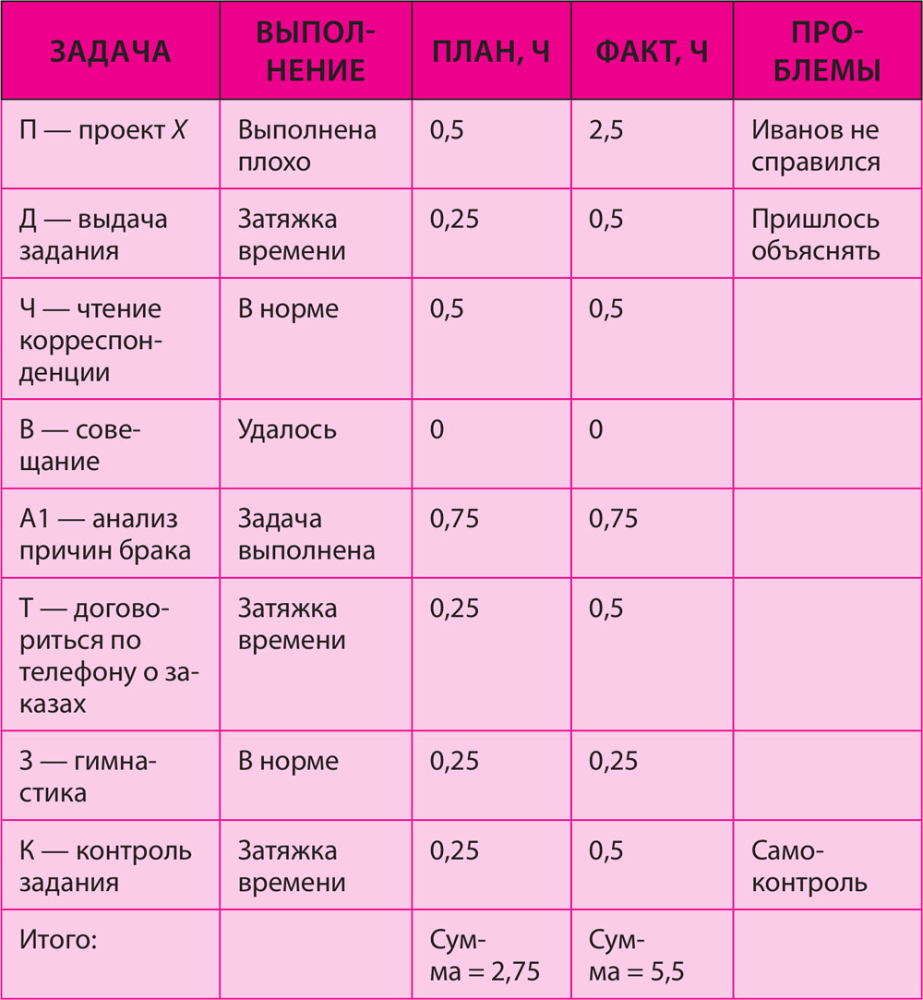 ЗАДАЧА
ВЫПОЛ-
НЕНИЕ
ПЛАН, Ч
ФАКТ, Ч
ПРО-
БЛЕМЫ
П — проект X
Выполнена
плохо
0,5
2,5
Иванов не
справился
Д — выдача
задания
Затяжка
времени
0,25
0,5
Пришлось
объяснять
Ч — чтение
корреспон-
денции
В норме
0,5
0,5
В — сове-
щание
Удалось
0
0
А1 — анализ
причин брака
Задача
выполнена
0,75
0,75
Т — догово-
риться по
телефону о за-
казах
Затяжка
времени
0,25
0,5
З — гимна-
стика
В норме
0,25
0,25
К — контроль
задания
Затяжка
времени
0,25
0,5
Само-
контроль
Итого:
Сум-
ма = 2,75
Сум-
ма = 5,5